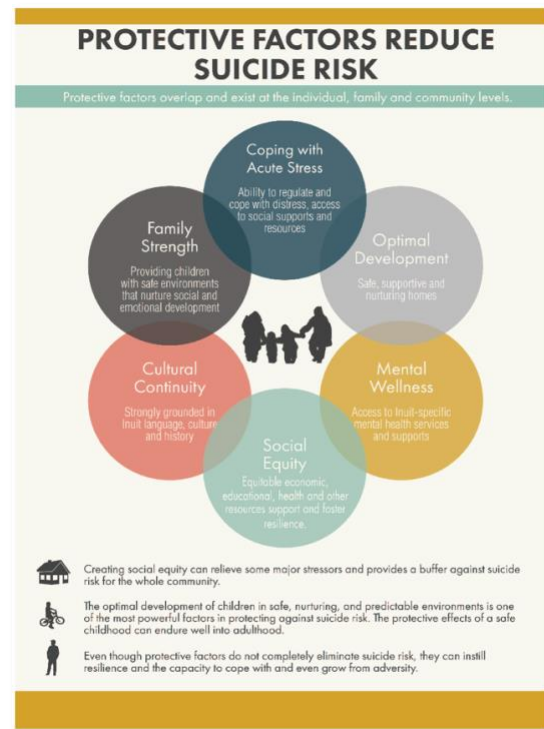 PROTECTIVE FACTORS REDUCE
SUICIDE RISK
Protective factors overlap and exist at the individual, family and community levels.
Coping with
Acute Stress
Ability to regulate and
cope with distress, access
to social supports and
resources
Family
Strength
Providing children
with safe environments
that nurture social and
emotional development
Optimal
Development
Safe, supportive and
nurturing homes
Cultural
Continuity
Strongly grounded in
Inuit language, culture
and history
Mental
Wellness
Access to Inuit-specific
mental health services
and supports
Social
Equity
Equitable economic,
educational, health and other
resources support and foster
resilience.
Creating social equity can relieve some major stressors and provides a buffer against suicide
risk for the whole community.
The optimal development of children in safe, nurturing, and predictable environments is one
of the most powerful factors in protecting against suicide risk. The protective effects of a safe
childhood can endure well into adulthood.
Even though protective factors do not completely eliminate suicide risk, they can instill
resilience and the capacity to cope with and even grow from adversity.